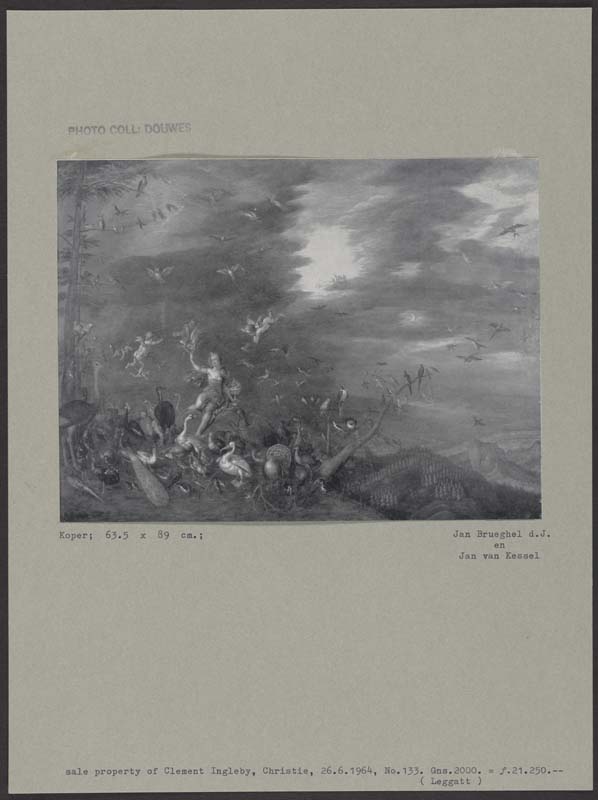 PHOTO COLL: DOUWES
Koper; 63.5 x 89 cm.;
Jan Brueghel d.J.
en
Jan van Kessel
sale property of Clement Ingleby, Christie, 26.6.1964, No.133. Gns.2000. = f.21.250.--
( Leggatt )